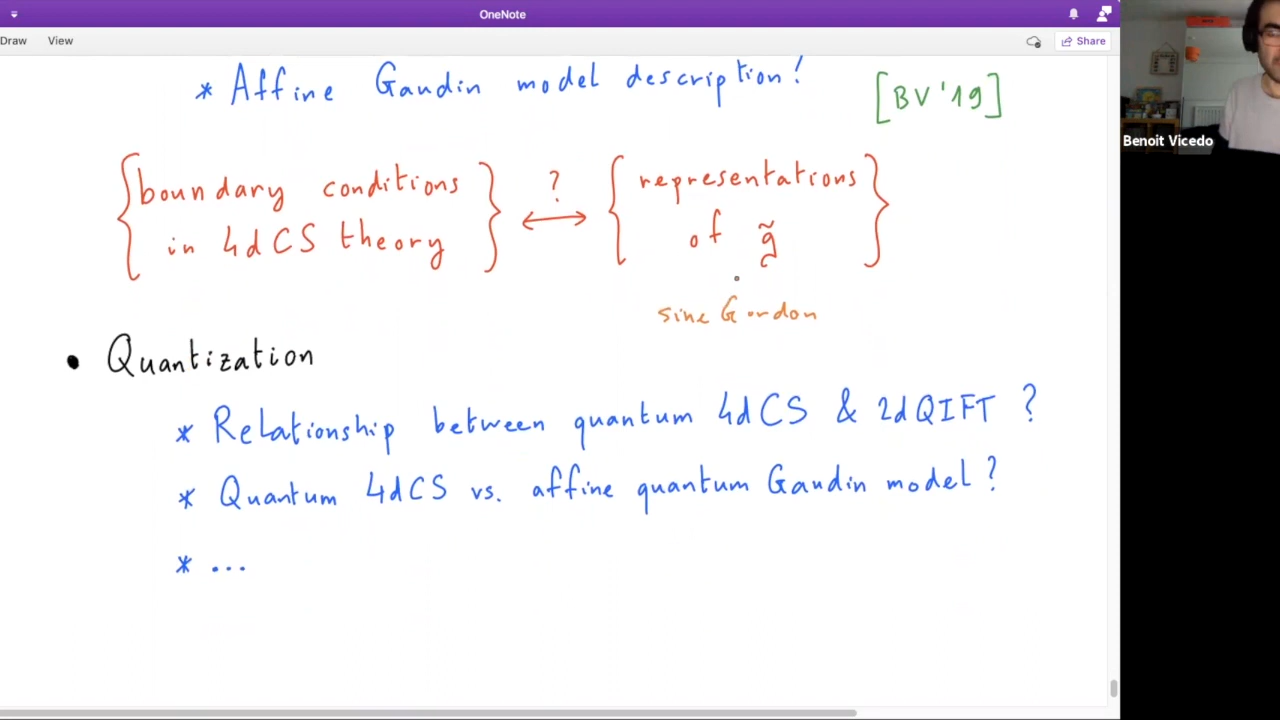 OneNote
Draw View
Share
* Affine Gaudin model description!
[BV '19]
{boundary conditions in 4dCS theory} <-?-> {representations of g̃}
sine Gordon
• Quantization
* Relationship between quantum 4dCS & 2dQIFT ?
* Quantum 4dCS vs. affine quantum Gaudin model ?
* ...
Benoit Vicedo